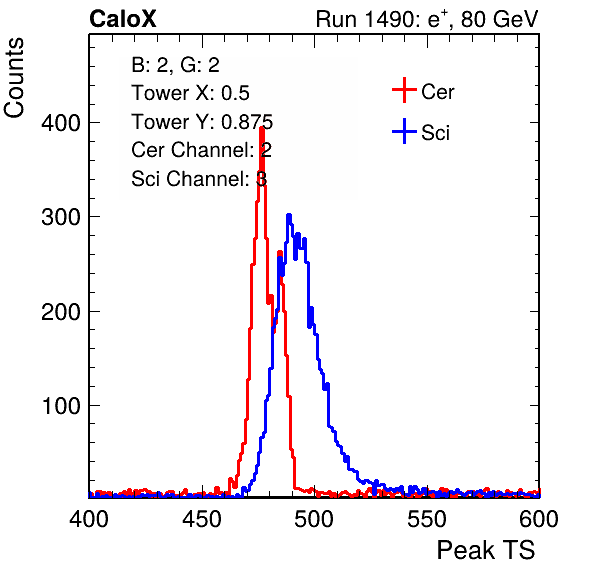 CaloX Run 1490: e⁺, 80 GeV
Counts
B: 2, G: 2
Tower X: 0.5
Tower Y: 0.875
Cer Channel: 2
Sci Channel: 3
Cer
Sci
400
300
200
100
400 450 500 550 600
Peak TS